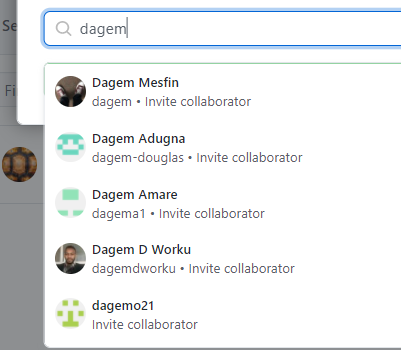 Se
dagem
Fi
Dagem Mesfin
dagem • Invite collaborator
Dagem Adugna
dagem-douglas • Invite collaborator
Dagem Amare
dagema1 • Invite collaborator
Dagem D Worku
dagemdworku • Invite collaborator
dagemo21
Invite collaborator